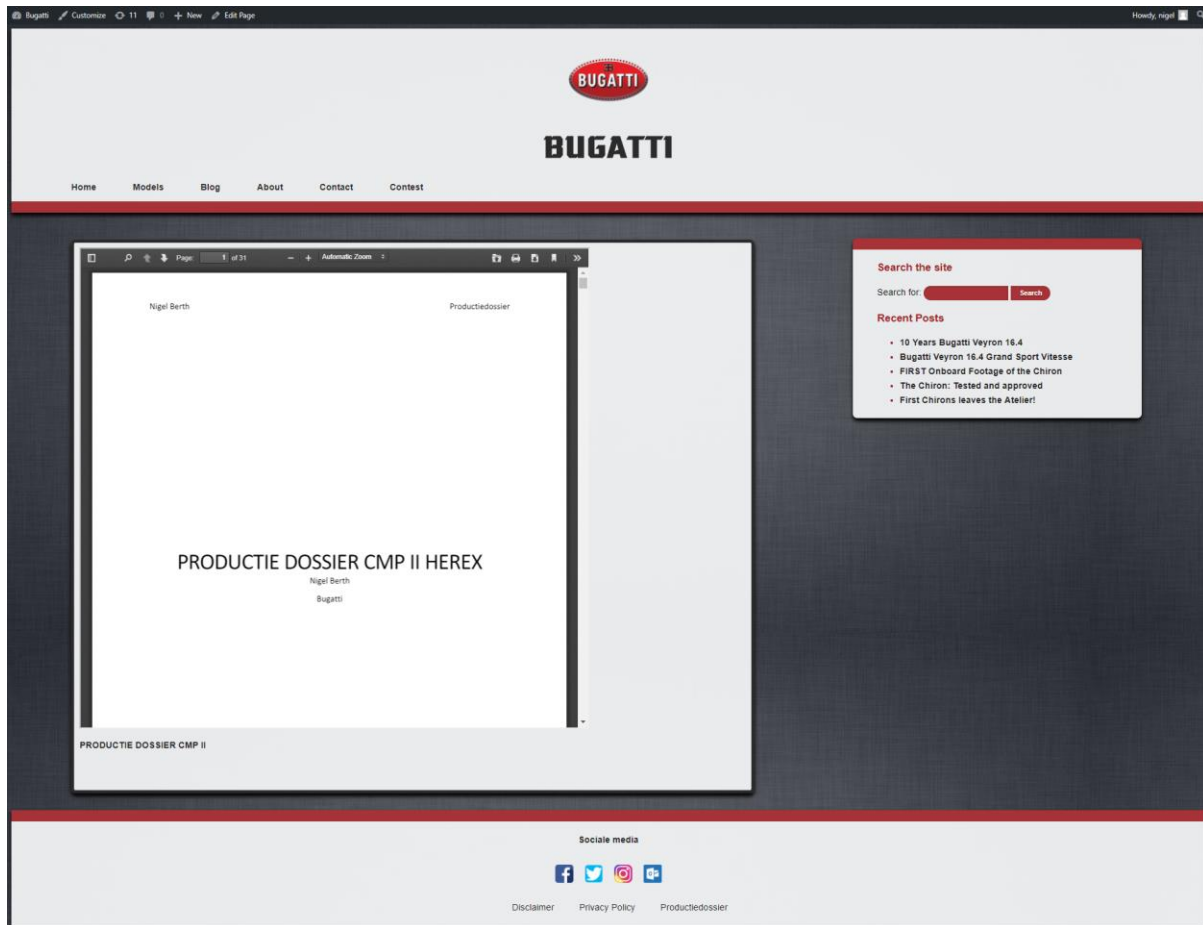 Bugatti Customize 11 0 New Edit Page Howdy, nigel
BUGATTI
BUGATTI
Home Models Blog About Contact Contest
Page: 1 of 31 Automatic Zoom
Nigel Berth Productiedossier
PRODUCTIE DOSSIER CMP II HEREX
Nigel Berth
Bugatti
PRODUCTIE DOSSIER CMP II
Search the site
Search for: Search
Recent Posts
10 Years Bugatti Veyron 16.4
Bugatti Veyron 16.4 Grand Sport Vitesse
FIRST Onboard Footage of the Chiron
The Chiron: Tested and approved
First Chirons leaves the Atelier!
Sociale media
Disclaimer Privacy Policy Productiedossier